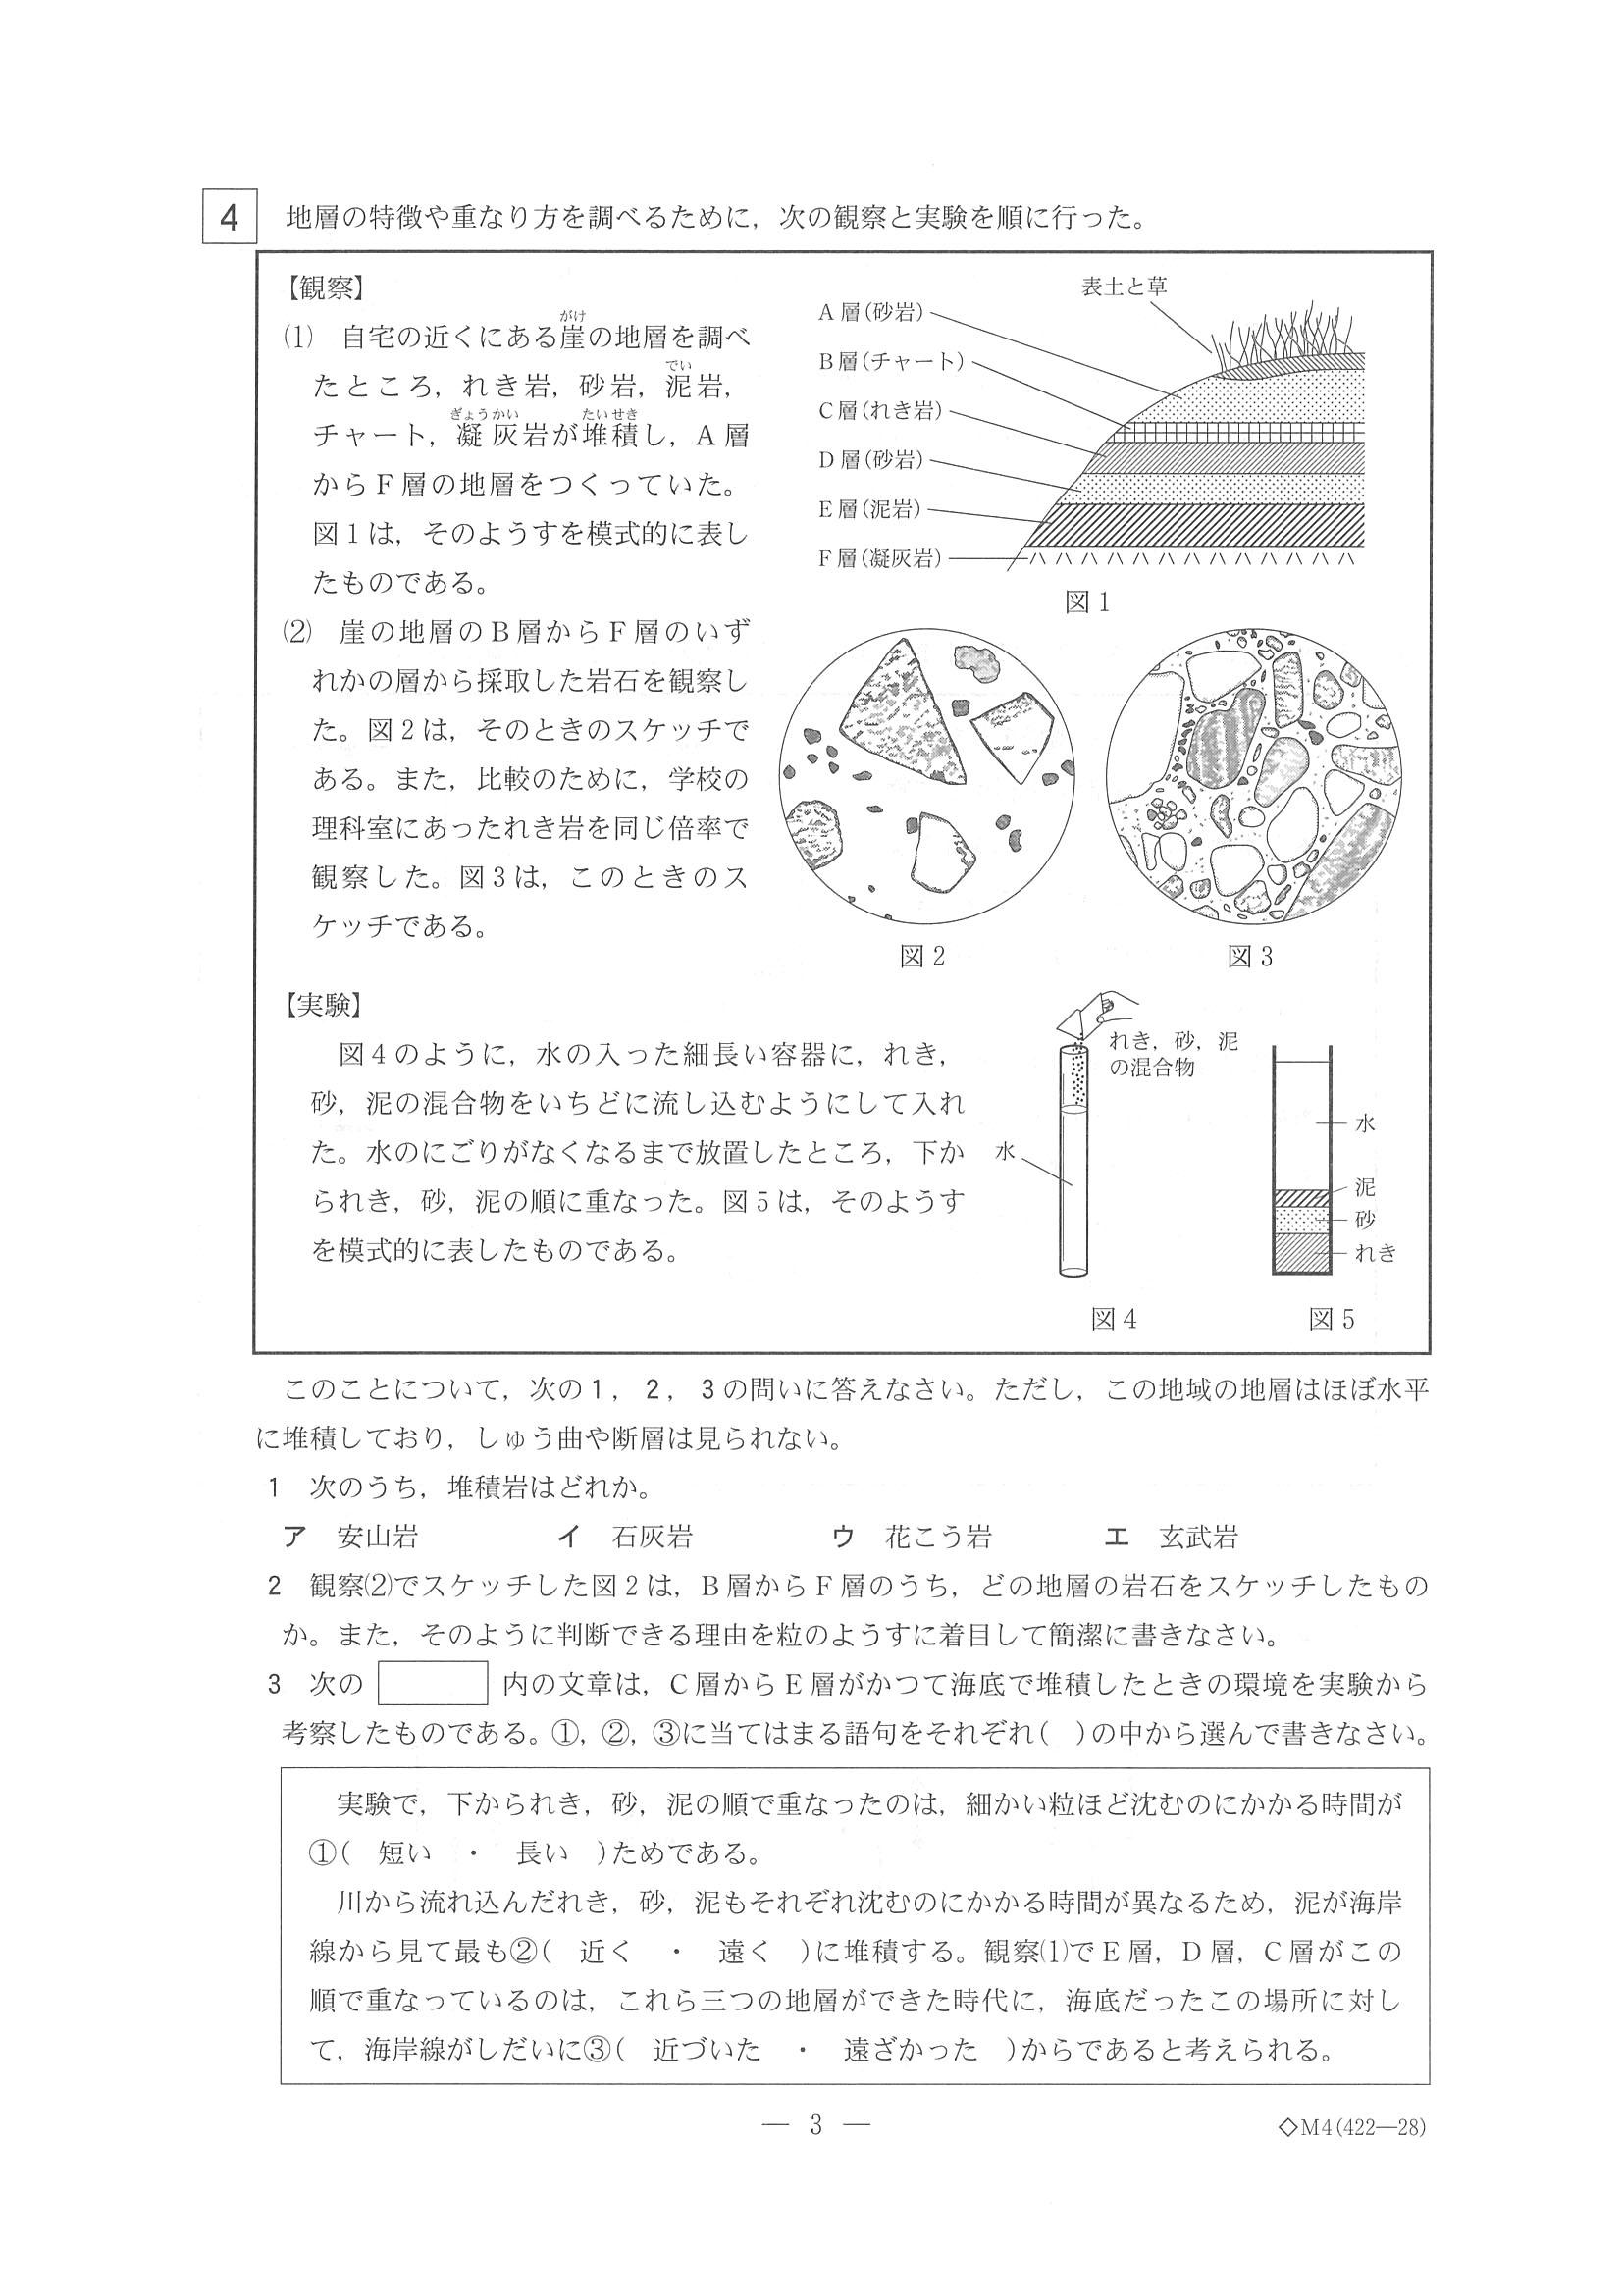 4 地層の特徴や重なり方を調べるために，次の観察と実験を順に行った。
【観察】
⑴ 自宅の近くにある崖の地層を調べ
がけ
たところ，れき岩，砂岩，泥岩，
でい
チャート，凝灰岩が堆積し，A層
ぎょうかい
たいせき
からF層の地層をつくっていた。
図1は，そのようすを模式的に表し
たものである。
⑵ 崖の地層のB層からF層のいず
れかの層から採取した岩石を観察し
た。図2は，そのときのスケッチで
ある。また，比較のために，学校の
理科室にあったれき岩を同じ倍率で
観察した。図3は，このときのス
ケッチである。
表土と草
A層(砂岩)
B層(チャート)
C層(れき岩)
D層(砂岩)
E層(泥岩)
F層(凝灰岩)
図1
図2
図3
【実験】
図4のように，水の入った細長い容器に，れき，
砂，泥の混合物をいちどに流し込むようにして入れ
た。水のにごりがなくなるまで放置したところ，下か
られき，砂，泥の順に重なった。図5は，そのようす
を模式的に表したものである。
れき，砂，泥
の混合物
水
水
泥
砂
れき
図4
図5
このことについて，次の1，2，3の問いに答えなさい。ただし，この地域の地層はほぼ水平
に堆積しており，しゅう曲や断層は見られない。
1 次のうち，堆積岩はどれか。
ア 安山岩 イ 石灰岩 ウ 花こう岩 エ 玄武岩
2 観察⑵でスケッチした図2は，B層からF層のうち，どの地層の岩石をスケッチしたもの
か。また，そのように判断できる理由を粒のようすに着目して簡潔に書きなさい。
3 次の 内の文章は，C層からE層がかつて海底で堆積したときの環境を実験から
考察したものである。①，②，③に当てはまる語句をそれぞれ( )の中から選んで書きなさい。
実験で，下かられき，砂，泥の順で重なったのは，細かい粒ほど沈むのにかかる時間が
①( 短い ・ 長い )ためである。
川から流れ込んだれき，砂，泥もそれぞれ沈むのにかかる時間が異なるため，泥が海岸
線から見て最も②( 近く ・ 遠く )に堆積する。観察⑴でE層，D層，C層がこの
順で重なっているのは，これら三つの地層ができた時代に，海底だったこの場所に対し
て，海岸線がしだいに③( 近づいた ・ 遠ざかった )からであると考えられる。
— 3 —
◇M4(422—28)